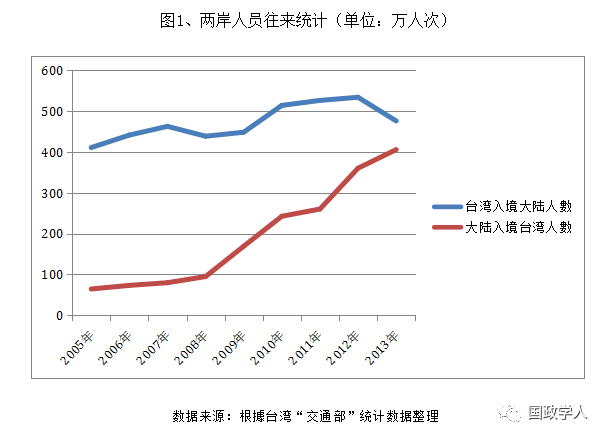 图1、两岸人员往来统计（单位：万人次）
600
500
400
300
200
100
0
2005年
2006年
2007年
2008年
2009年
2010年
2011年
2012年
2013年
台湾入境大陆人數
大陆入境台湾人數
数据来源：根據台湾“交通部”统计数据整理
国政学人